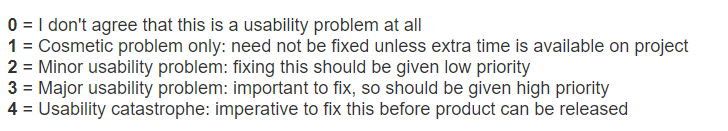 0 = I don't agree that this is a usability problem at all
1 = Cosmetic problem only: need not be fixed unless extra time is available on project
2 = Minor usability problem: fixing this should be given low priority
3 = Major usability problem: important to fix, so should be given high priority
4 = Usability catastrophe: imperative to fix this before product can be released